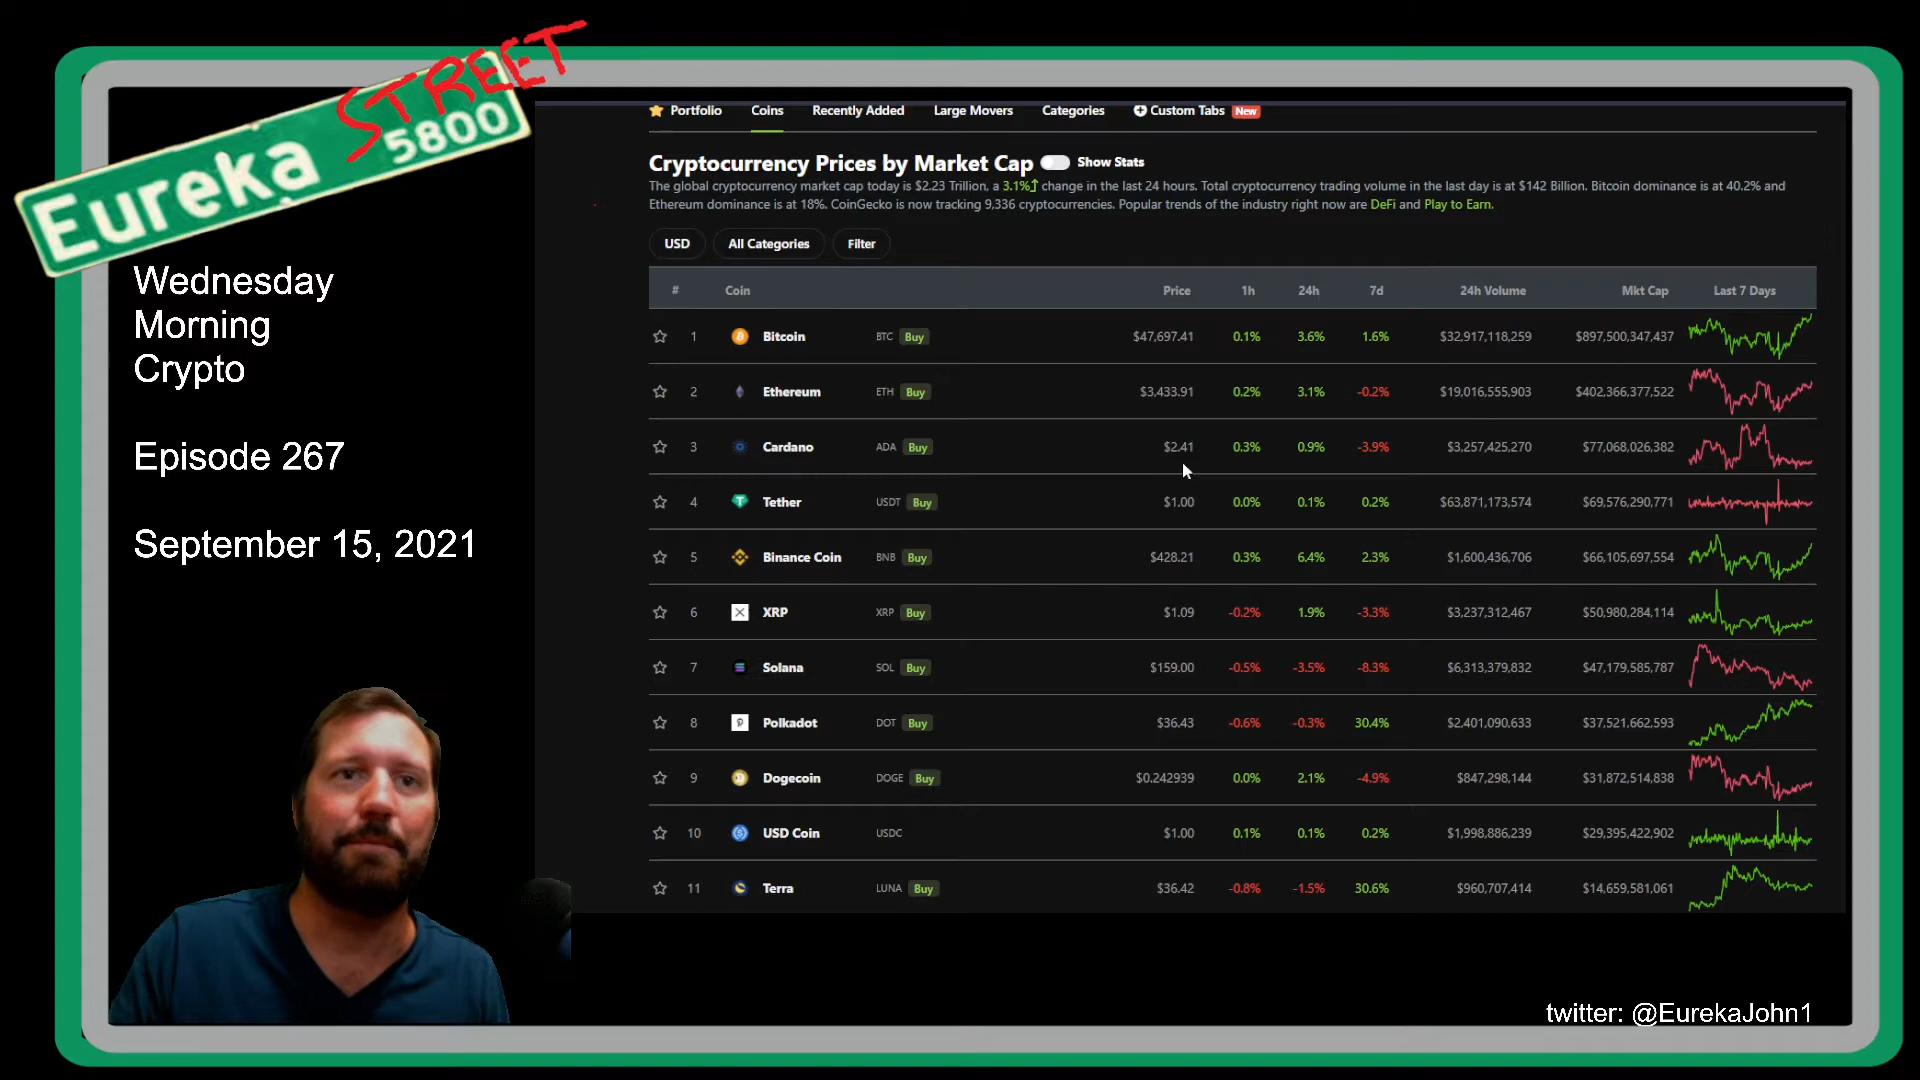 Eureka STREET
5800
Wednesday
Morning
Crypto
Episode 267
September 15, 2021
Portfolio Coins Recently Added Large Movers Categories Custom Tabs New
Cryptocurrency Prices by Market Cap Show Stats
The global cryptocurrency market cap today is $2.23 Trillion, a 3.1% change in the last 24 hours. Total cryptocurrency trading volume in the last day is at $142 Billion. Bitcoin dominance is at 40.2% and
Ethereum dominance is at 18%. CoinGecko is now tracking 9,336 cryptocurrencies. Popular trends of the industry right now are DeFi and Play to Earn.
USD All Categories Filter
# Coin Price 1h 24h 7d 24h Volume Mkt Cap Last 7 Days
1 Bitcoin BTC Buy $47,697.41 0.1% 3.6% 1.6% $32,917,118,259 $897,500,347,437
2 Ethereum ETH Buy $3,433.91 0.2% 3.1% -0.2% $19,016,555,903 $402,366,377,522
3 Cardano ADA Buy $2.41 0.3% 0.9% -3.9% $3,257,425,270 $77,068,026,382
4 Tether USDT Buy $1.00 0.0% 0.1% 0.2% $63,871,173,574 $69,576,290,771
5 Binance Coin BNB Buy $428.21 0.3% 6.4% 2.3% $1,600,436,706 $66,105,697,554
6 XRP XRP Buy $1.09 -0.2% 1.9% -3.3% $3,237,312,467 $50,980,284,114
7 Solana SOL Buy $159.00 -0.5% -3.5% -8.3% $6,313,379,832 $47,179,585,787
8 Polkadot DOT Buy $36.43 -0.6% -0.3% 30.4% $2,401,090,633 $37,521,662,593
9 Dogecoin DOGE Buy $0.242939 0.0% 2.1% -4.9% $847,298,144 $31,872,514,838
10 USD Coin USDC $1.00 0.1% 0.1% 0.2% $1,998,886,239 $29,395,422,902
11 Terra LUNA Buy $36.42 -0.8% -1.5% 30.6% $960,707,414 $14,659,581,061
twitter: @EurekaJohn1